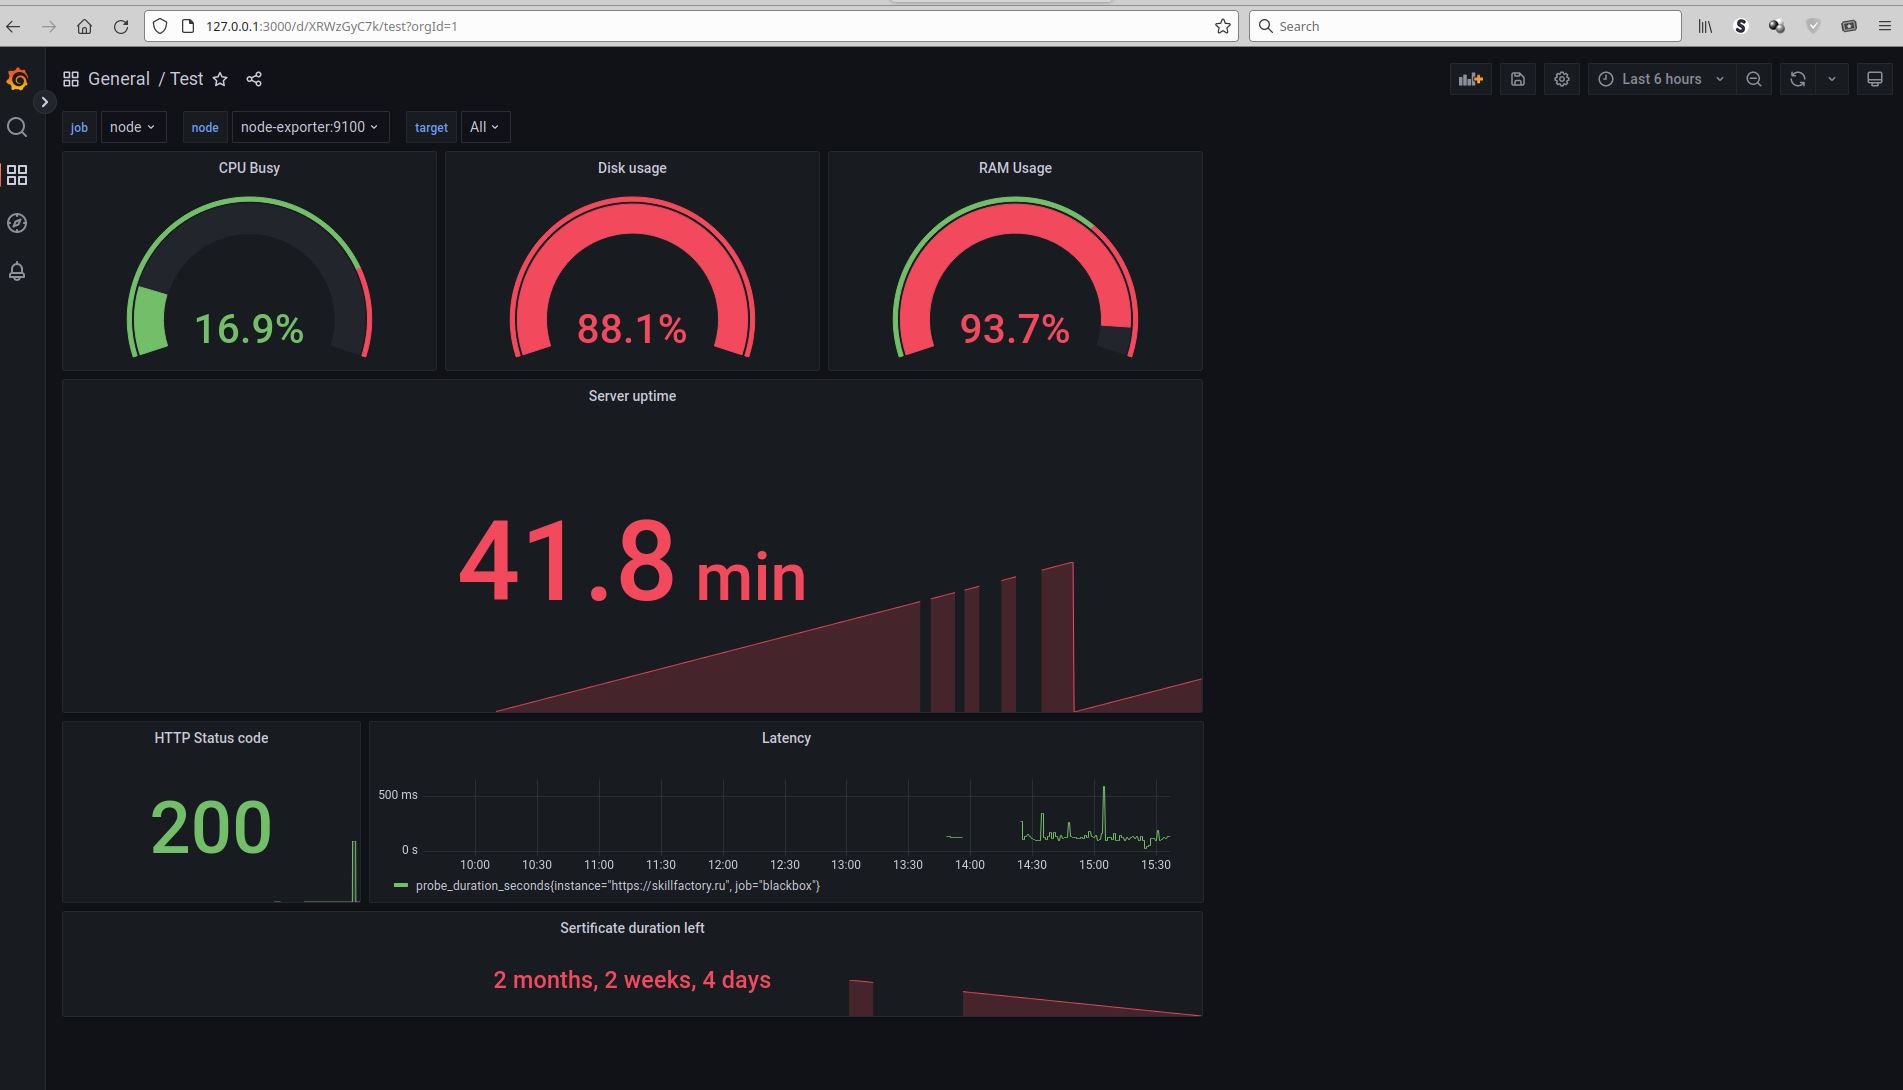 127.0.0.1:3000/d/XRWzGyC7k/test?orgId=1
Search
General / Test
Last 6 hours
job node node node-exporter:9100 target All
CPU Busy
16.9%
Disk usage
88.1%
RAM Usage
93.7%
Server uptime
41.8 min
HTTP Status code
200
Latency
500 ms
0 s
10:00 10:30 11:00 11:30 12:00 12:30 13:00 13:30 14:00 14:30 15:00 15:30
probe_duration_seconds{instance="https://skillfactory.ru", job="blackbox"}
Sertificate duration left
2 months, 2 weeks, 4 days